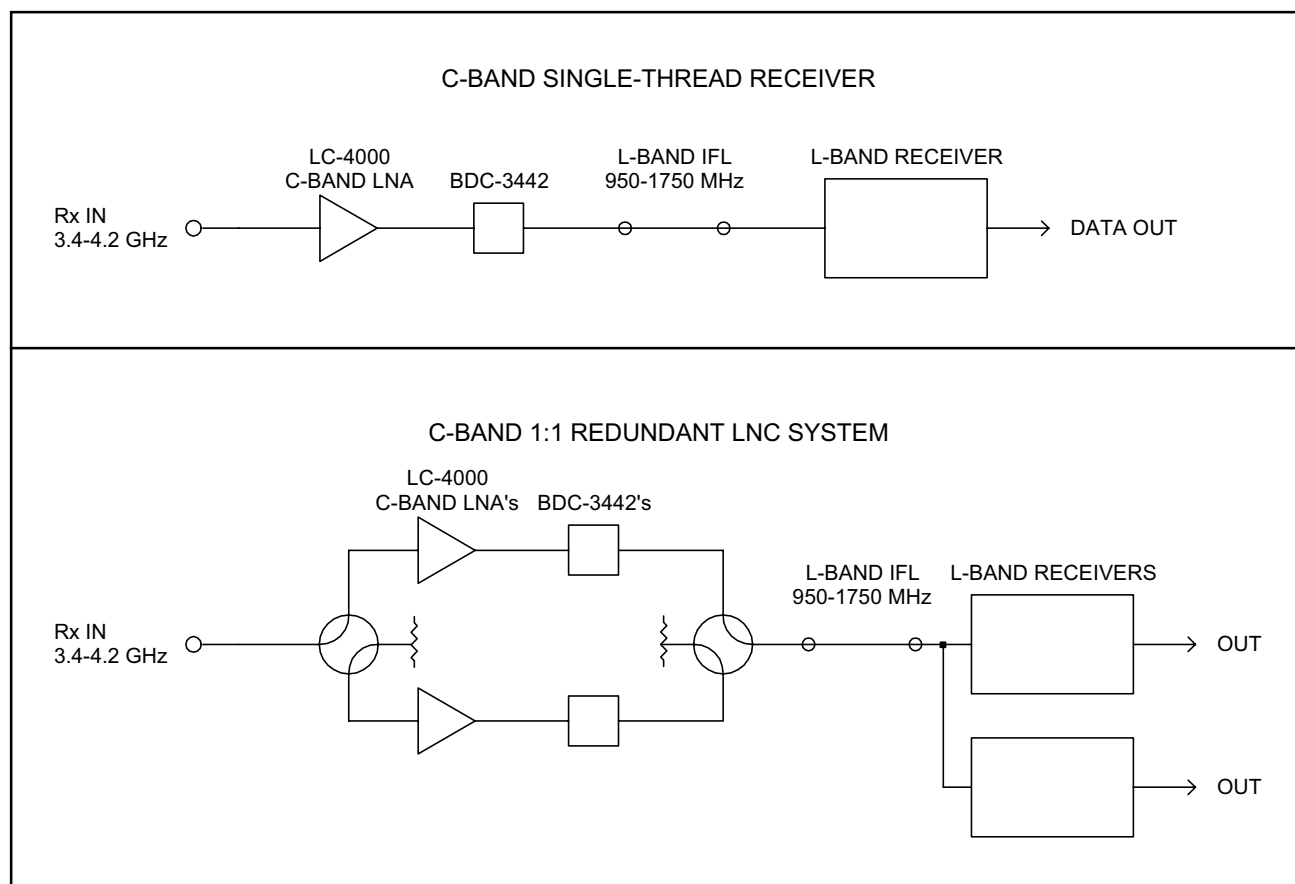 C-BAND SINGLE-THREAD RECEIVER
LC-4000
C-BAND LNA
BDC-3442
L-BAND IFL
950-1750 MHz
L-BAND RECEIVER
Rx IN
3.4-4.2 GHz
DATA OUT
C-BAND 1:1 REDUNDANT LNC SYSTEM
LC-4000
C-BAND LNA's
BDC-3442's
L-BAND IFL
950-1750 MHz
L-BAND RECEIVERS
Rx IN
3.4-4.2 GHz
OUT
OUT